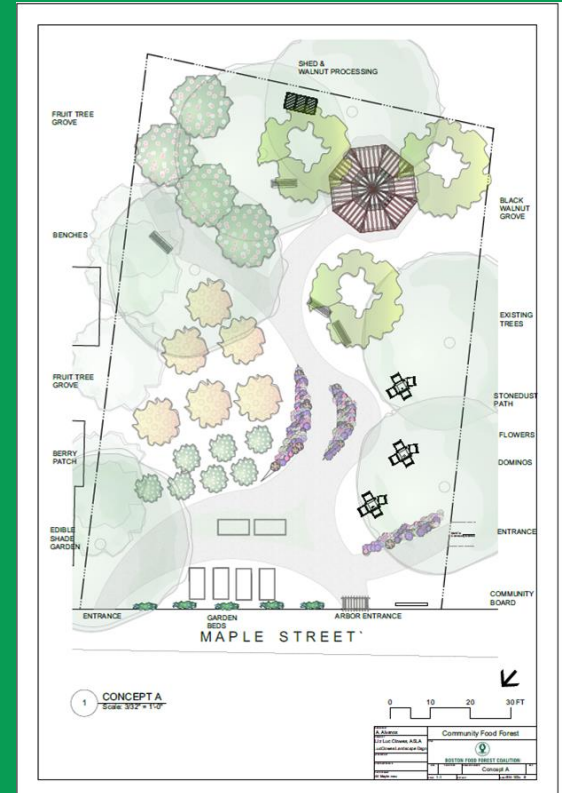 SHED &
WALNUT PROCESSING
FRUIT TREE
GROVE
BLACK
WALNUT
GROVE
BENCHES
EXISTING
TREES
FRUIT TREE
GROVE
STONEDUST
PATH
FLOWERS
BERRY
PATCH
DOMINOS
EDIBLE
SHADE
GARDEN
ENTRANCE
COMMUNITY
BOARD
ENTRANCE
GARDEN
BEDS
ARBOR ENTRANCE
MAPLE STREET'
1
CONCEPT A
Scale: 3/32" = 1'-0"
0 10 20 30 FT
Community Food Forest
BOSTON FOOD FOREST COALITION
Concept A